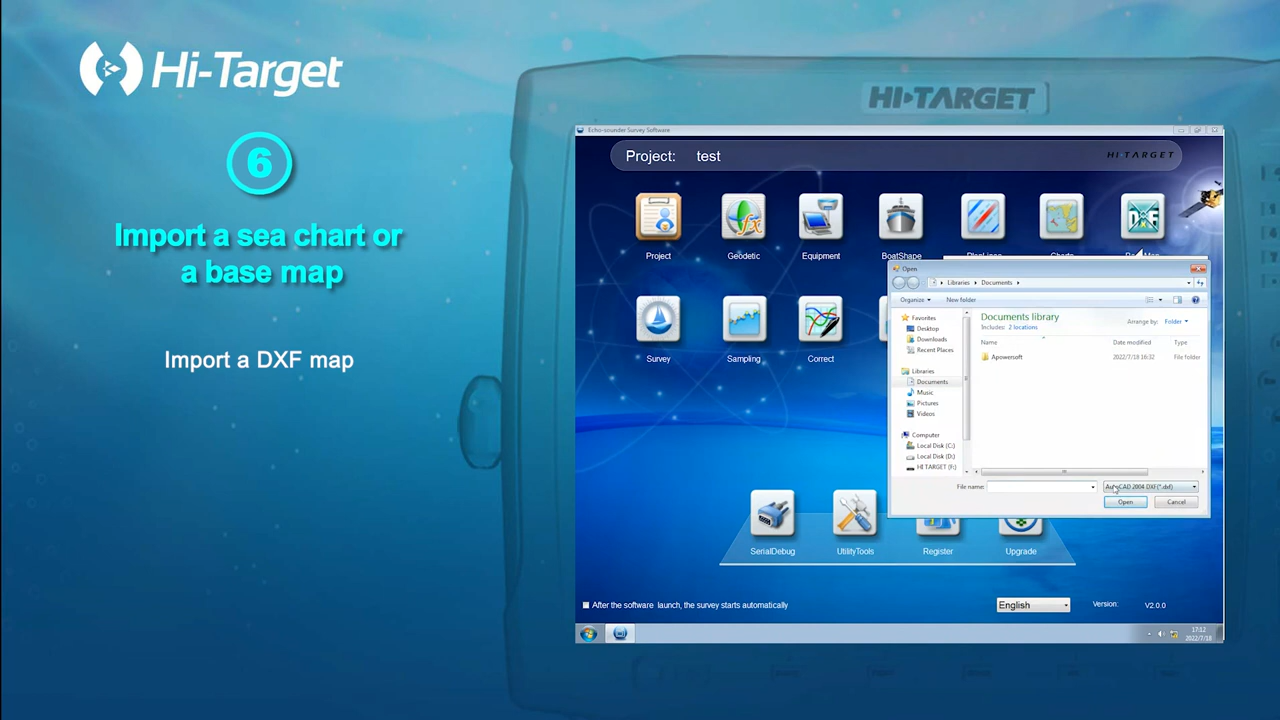 Hi-Target
HI-TARGET
6
Import a sea chart or
a base map
Import a DXF map
Echo-sounder Survey Software
Project: test
HI TARGET
DXF
Project
Geodetic
Equipment
BoatShape
Open
Libraries
Documents
Organize
New folder
Favorites
Desktop
Downloads
Recent Places
Libraries
Documents
Music
Pictures
Videos
Computer
Local Disk (C:)
Local Disk (D:)
HI TARGET (F:)
Documents library
Includes: 2 locations
Arrange by: Folder
Name Date modified Type
Apowersoft 2022/7/18 16:32 File folder
File name:
AutoCAD 2004 DXF(*.dxf)
Open Cancel
Survey
Sampling
Correct
SerialDebug
UtilityTools
Register
Upgrade
After the software launch, the survey starts automatically
English
Version: V2.0.0
17:12
2022/7/18